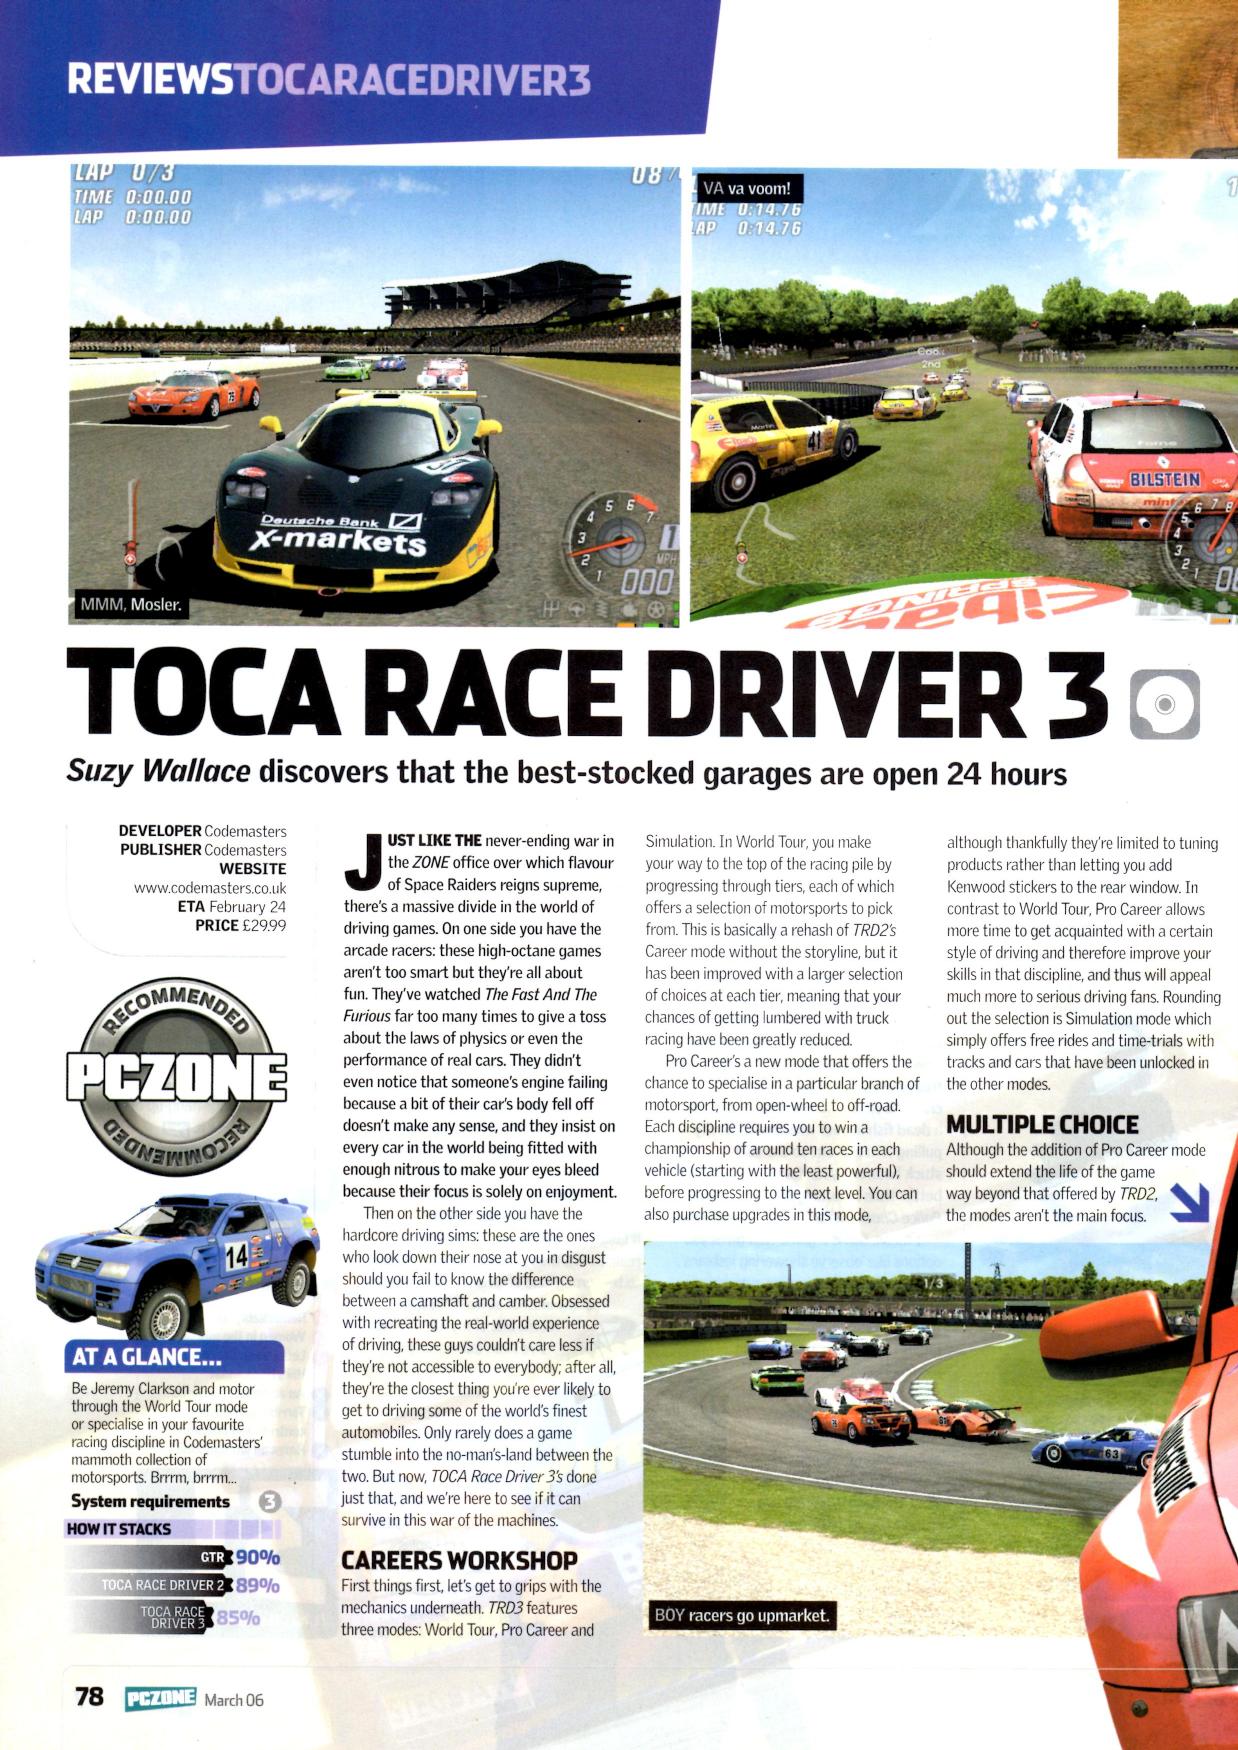 REVIEWSTOCARACEDRIVER3
LAP 0/3
TIME 0:00.00
LAP 0:00.00
08
Deutsche Bank
X-markets
1
MPH
000
MMM, Mosler.
VA va voom!
TIME 0:14.76
LAP 0:14.76
2nd
Martin
41
BILSTEIN
SPRINGS
TOCA RACE DRIVER 3
Suzy Wallace discovers that the best-stocked garages are open 24 hours
DEVELOPER Codemasters
PUBLISHER Codemasters
WEBSITE
www.codemasters.co.uk
ETA February 24
PRICE £29.99
RECOMMENDED
PCZONE
RECOMMENDED
14
AT A GLANCE...
Be Jeremy Clarkson and motor
through the World Tour mode
or specialise in your favourite
racing discipline in Codemasters'
mammoth collection of
motorsports. Brrrm, brrrm...
System requirements 3
HOW IT STACKS
GTR 90%
TOCA RACE DRIVER 2 89%
TOCA RACE
DRIVER 3 85%
JUST LIKE THE never-ending war in
the ZONE office over which flavour
of Space Raiders reigns supreme,
there's a massive divide in the world of
driving games. On one side you have the
arcade racers: these high-octane games
aren't too smart but they're all about
fun. They've watched The Fast And The
Furious far too many times to give a toss
about the laws of physics or even the
performance of real cars. They didn't
even notice that someone's engine failing
because a bit of their car's body fell off
doesn't make any sense, and they insist on
every car in the world being fitted with
enough nitrous to make your eyes bleed
because their focus is solely on enjoyment.
Then on the other side you have the
hardcore driving sims: these are the ones
who look down their nose at you in disgust
should you fail to know the difference
between a camshaft and camber. Obsessed
with recreating the real-world experience
of driving, these guys couldn't care less if
they're not accessible to everybody; after all,
they're the closest thing you're ever likely to
get to driving some of the world's finest
automobiles. Only rarely does a game
stumble into the no-man's-land between the
two. But now, TOCA Race Driver 3's done
just that, and we're here to see if it can
survive in this war of the machines.
CAREERS WORKSHOP
First things first, let's get to grips with the
mechanics underneath. TRD3 features
three modes: World Tour, Pro Career and
Simulation. In World Tour, you make
your way to the top of the racing pile by
progressing through tiers, each of which
offers a selection of motorsports to pick
from. This is basically a rehash of TRD2's
Career mode without the storyline, but it
has been improved with a larger selection
of choices at each tier, meaning that your
chances of getting lumbered with truck
racing have been greatly reduced.
Pro Career's a new mode that offers the
chance to specialise in a particular branch of
motorsport, from open-wheel to off-road.
Each discipline requires you to win a
championship of around ten races in each
vehicle (starting with the least powerful),
before progressing to the next level. You can
also purchase upgrades in this mode,
although thankfully they're limited to tuning
products rather than letting you add
Kenwood stickers to the rear window. In
contrast to World Tour, Pro Career allows
more time to get acquainted with a certain
style of driving and therefore improve your
skills in that discipline, and thus will appeal
much more to serious driving fans. Rounding
out the selection is Simulation mode which
simply offers free rides and time-trials with
tracks and cars that have been unlocked in
the other modes.
MULTIPLE CHOICE
Although the addition of Pro Career mode
should extend the life of the game
way beyond that offered by TRD2,
the modes aren't the main focus.
1/3
63
BOY racers go upmarket.
78 PCZONE March 06